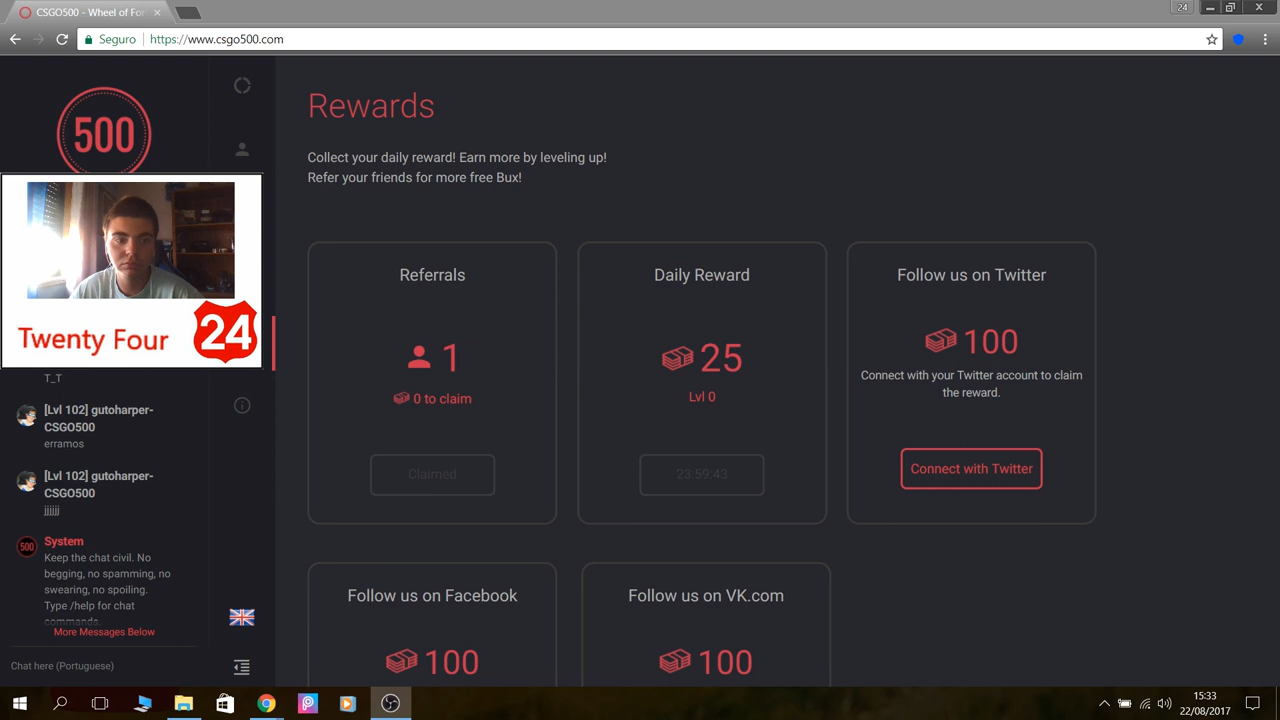 CSGO500 - Wheel of For
24
Seguro
https://www.csgo500.com
500
Twenty Four
24
T_T
[Lvl 102] gutoharper-
CSGO500
erramos
[Lvl 102] gutoharper-
CSGO500
jjjjjj
500
System
Keep the chat civil. No
begging, no spamming, no
swearing, no spoiling.
Type /help for chat
commands.
More Messages Below
Chat here (Portuguese)
Rewards
Collect your daily reward! Earn more by leveling up!
Refer your friends for more free Bux!
Referrals
1
0 to claim
Claimed
Daily Reward
25
Lvl 0
23:59:43
Follow us on Twitter
100
Connect with your Twitter account to claim
the reward.
Connect with Twitter
Follow us on Facebook
100
Follow us on VK.com
100
15:33
22/08/2017